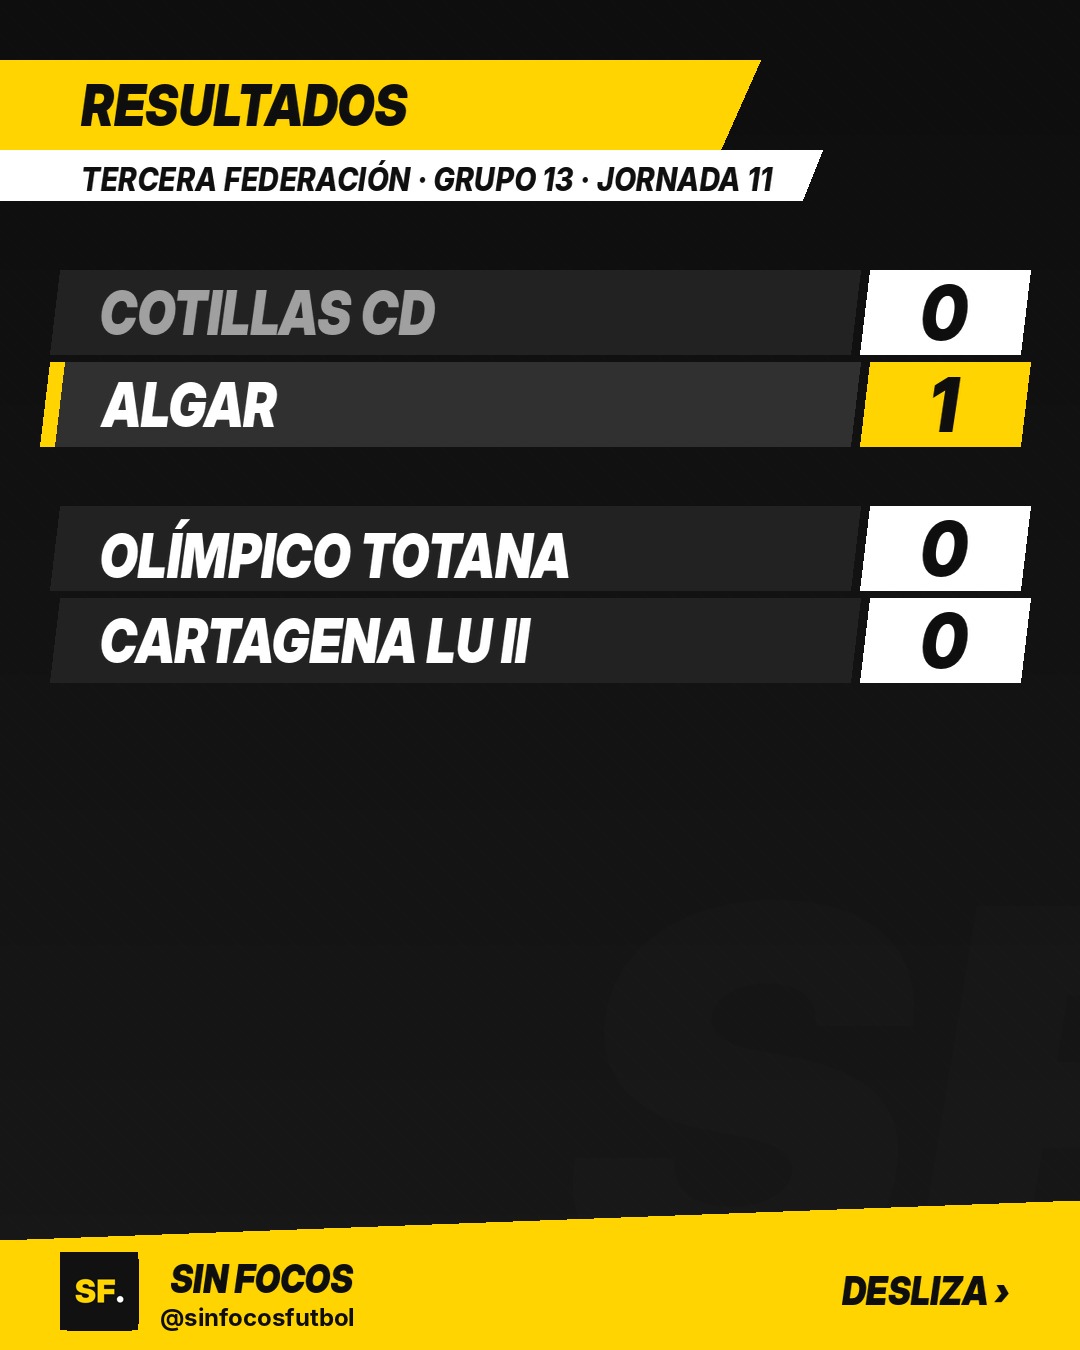 RESULTADOS
TERCERA FEDERACIÓN · GRUPO 13 · JORNADA 11
COTILLAS CD 0
ALGAR 1
OLÍMPICO TOTANA 0
CARTAGENA LU II 0
SF
SF.
SIN FOCOS
@sinfocosfutbol
DESLIZA ›